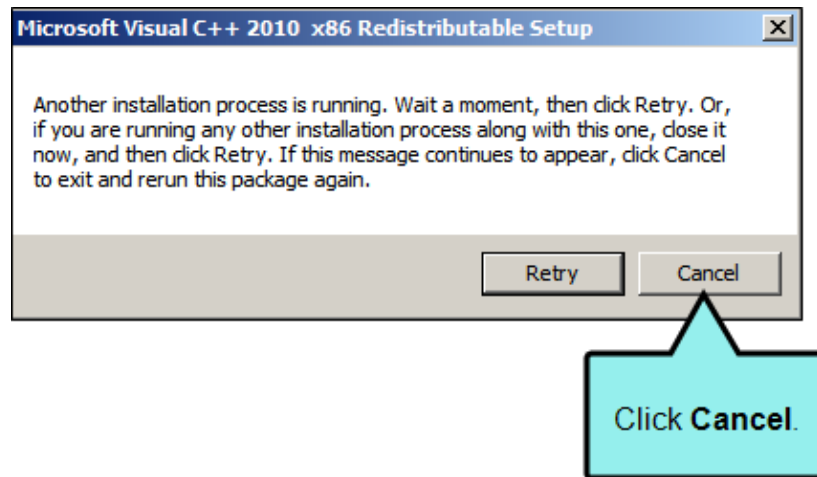 Microsoft Visual C++ 2010 x86 Redistributable Setup
Another installation process is running. Wait a moment, then click Retry. Or,
if you are running any other installation process along with this one, close it
now, and then click Retry. If this message continues to appear, click Cancel
to exit and rerun this package again.
Retry Cancel
Click Cancel.